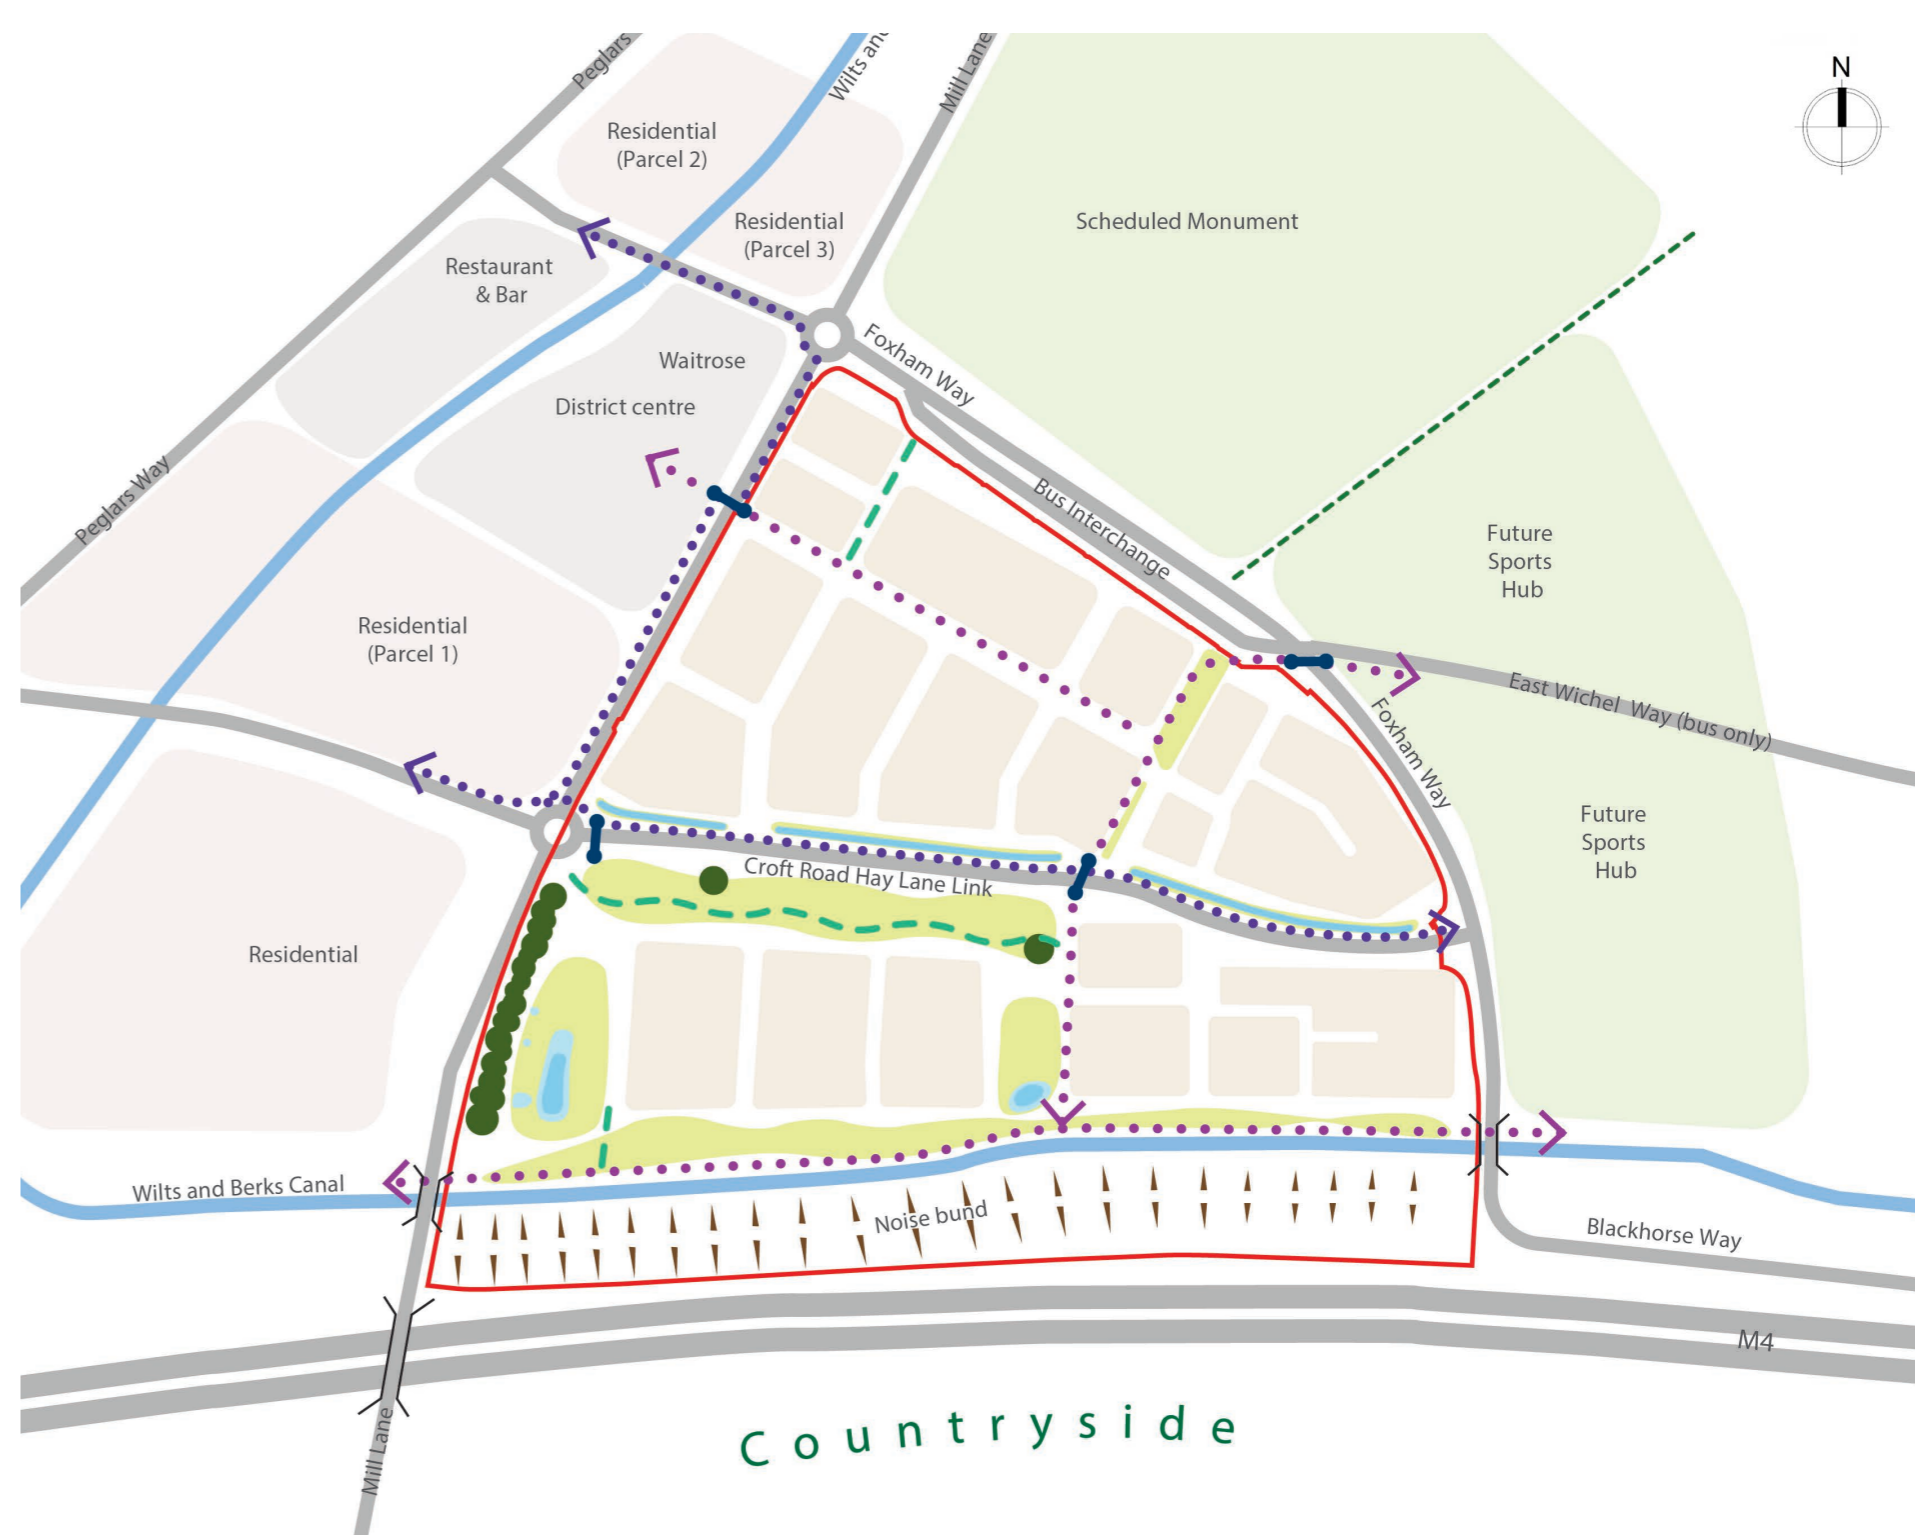 Peglars
Wilts and
Mill Lane
N
Residential
(Parcel 2)
Residential
(Parcel 3)
Scheduled Monument
Restaurant
& Bar
Foxham Way
Waitrose
District centre
Peglars Way
Bus Interchange
Future
Sports
Hub
Residential
(Parcel 1)
East Wichel Way (bus only)
Foxham Way
Future
Sports
Hub
Croft Road Hay Lane Link
Residential
Wilts and Berks Canal
Noise bund
Blackhorse Way
M4
Mill Lane
Countryside